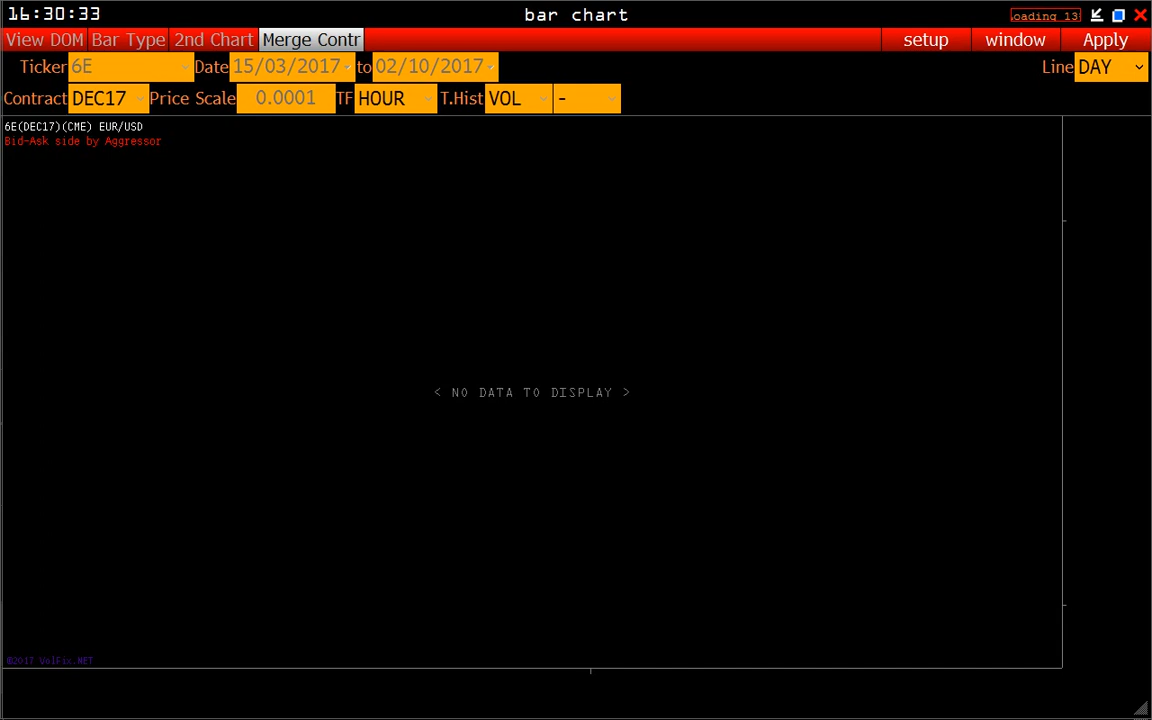 16:30:33 bar chart loading 13
View DOM Bar Type 2nd Chart Merge Contr setup window Apply
Ticker 6E Date 15/03/2017 to 02/10/2017 Line DAY
Contract DEC17 Price Scale 0.0001 TF HOUR T.Hist VOL -
6E(DEC17)(CME) EUR/USD
Bid-Ask side by Aggressor
< NO DATA TO DISPLAY >
©2017 VolFix.NET